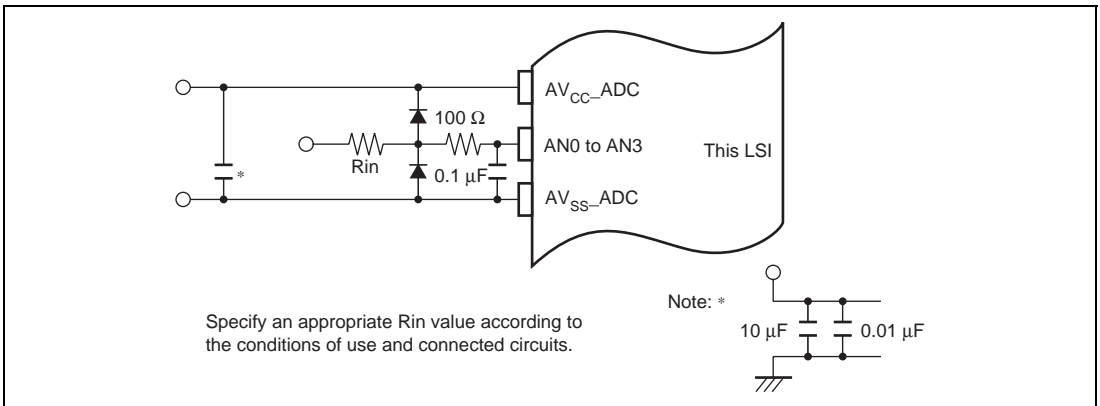 AVCC_ADC
100 Ω
AN0 to AN3
This LSI
Rin
0.1 μF
*
AVSS_ADC
Note: *
10 μF
0.01 μF
Specify an appropriate Rin value according to
the conditions of use and connected circuits.